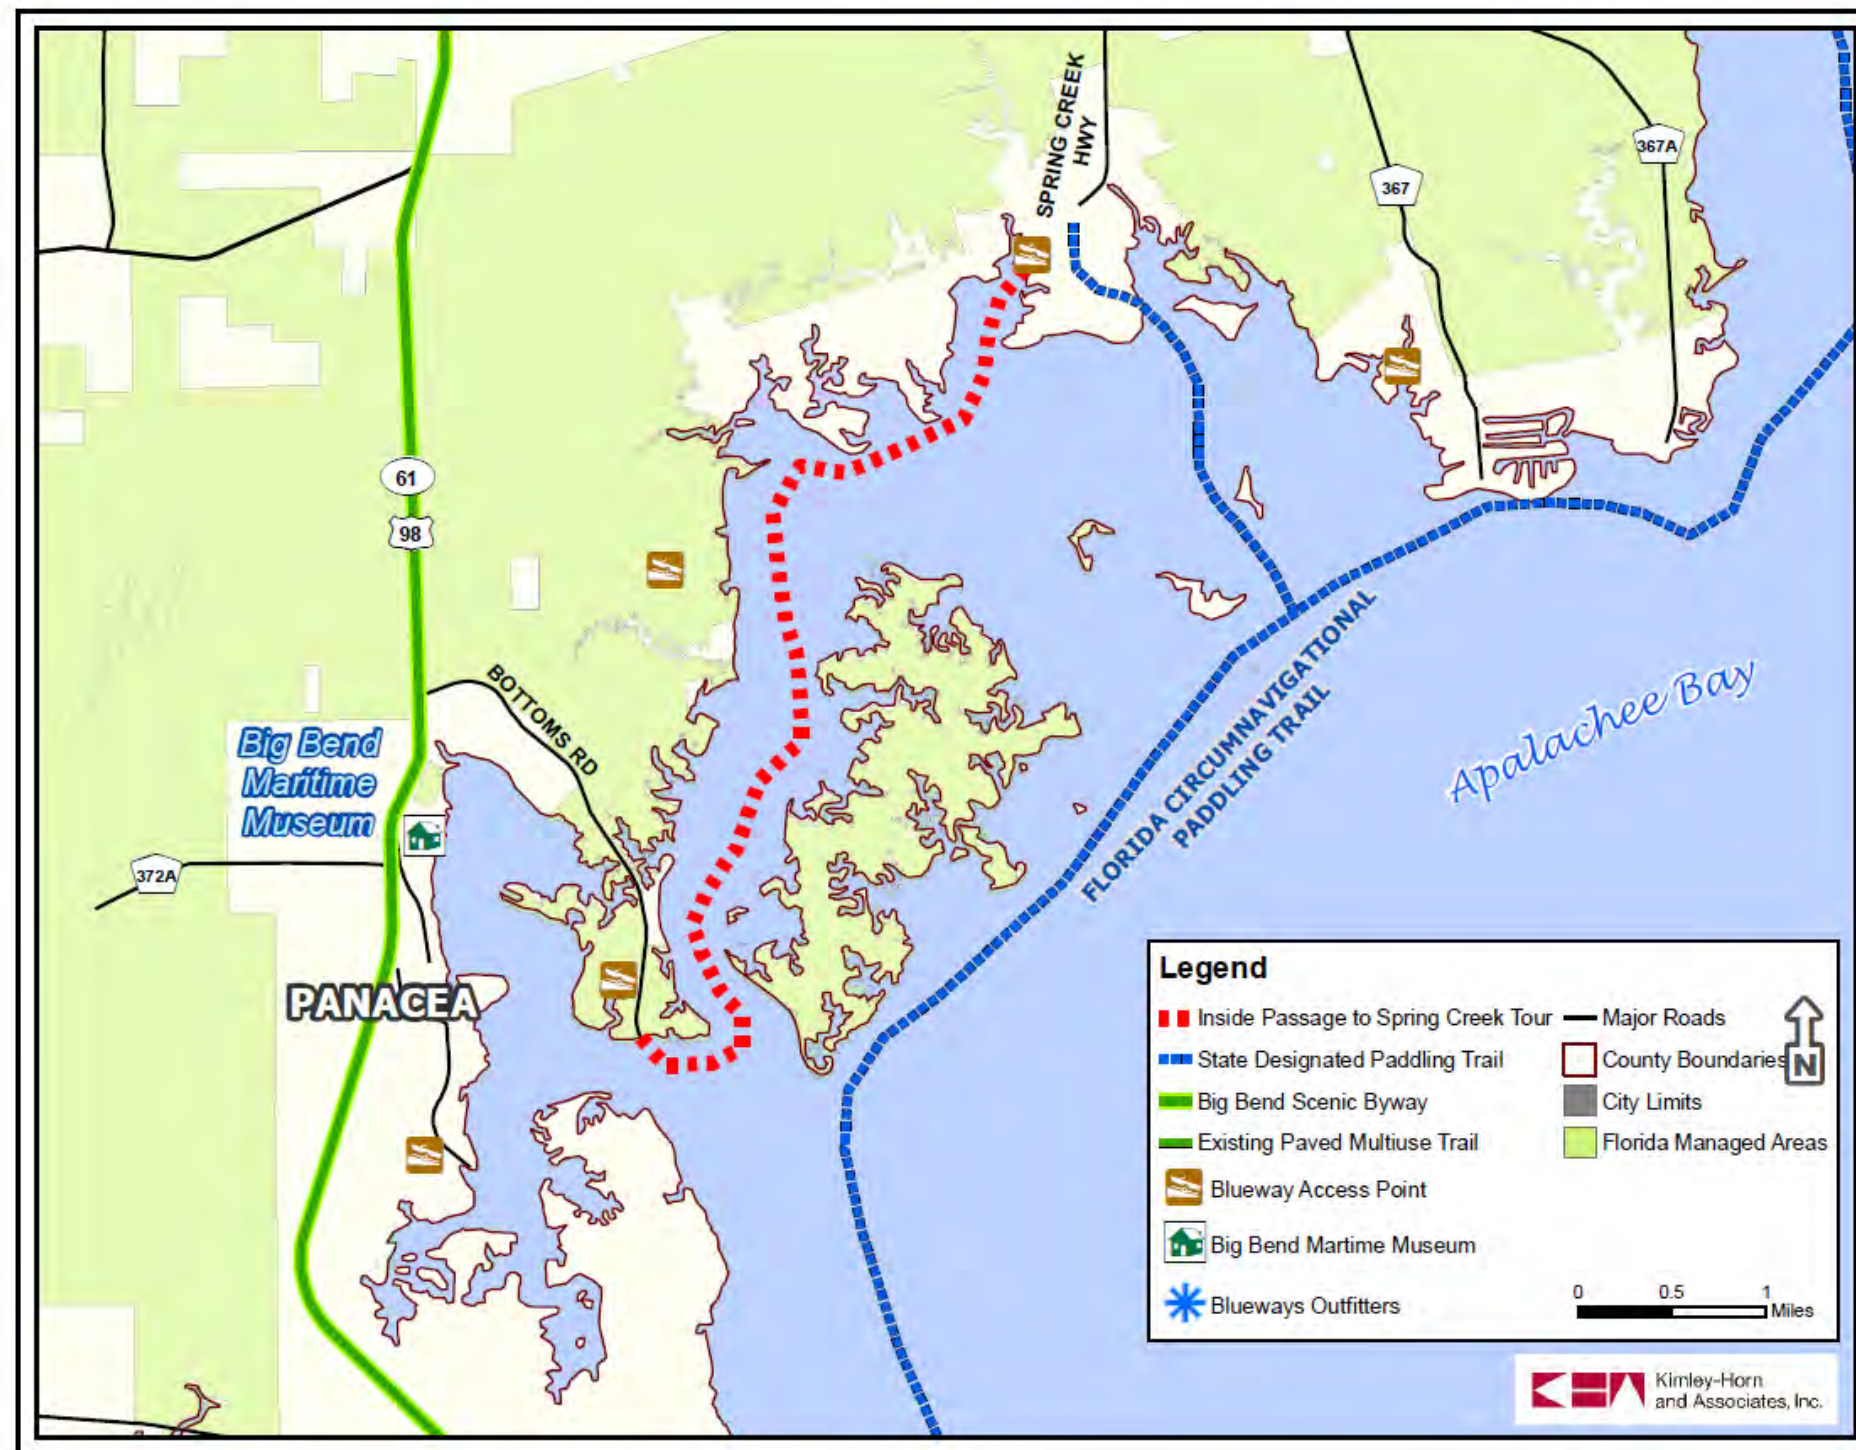 SPRING CREEK
HWY
367A
367
61
98
BOTTOMS RD
Big Bend
Maritime
Museum
372A
PANACEA
FLORIDA CIRCUMNAVIGATIONAL
PADDLING TRAIL
Apalachee Bay
Legend
Inside Passage to Spring Creek Tour
State Designated Paddling Trail
Big Bend Scenic Byway
Existing Paved Multiuse Trail
Blueway Access Point
Big Bend Martime Museum
Blueways Outfitters
Major Roads
County Boundaries
City Limits
Florida Managed Areas
N
0 0.5 1
Miles
Kimley-Horn
and Associates, Inc.